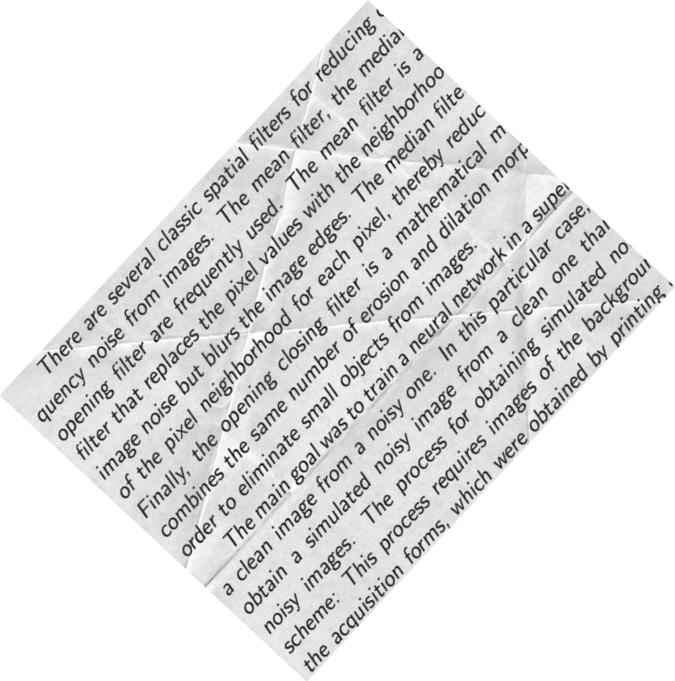 There are several classic spatial filters for reducing
quency noise from images. The mean filter, the media
opening filter are frequently used. The mean filter is a
filter that replaces the pixel values with the neighborhoo
image noise but blurs the image edges. The median filte
of the pixel neighborhood for each pixel, thereby reduc
Finally, the opening closing filter is a mathematical m
combines the same number of erosion and dilation morp
order to eliminate small objects from images.
The main goal was to train a neural network in a super
a clean image from a noisy one. In this particular case,
obtain a simulated noisy image from a clean one that
noisy images. The process for obtaining simulated no
scheme: This process requires images of the backgroun
the acquisition forms, which were obtained by printing